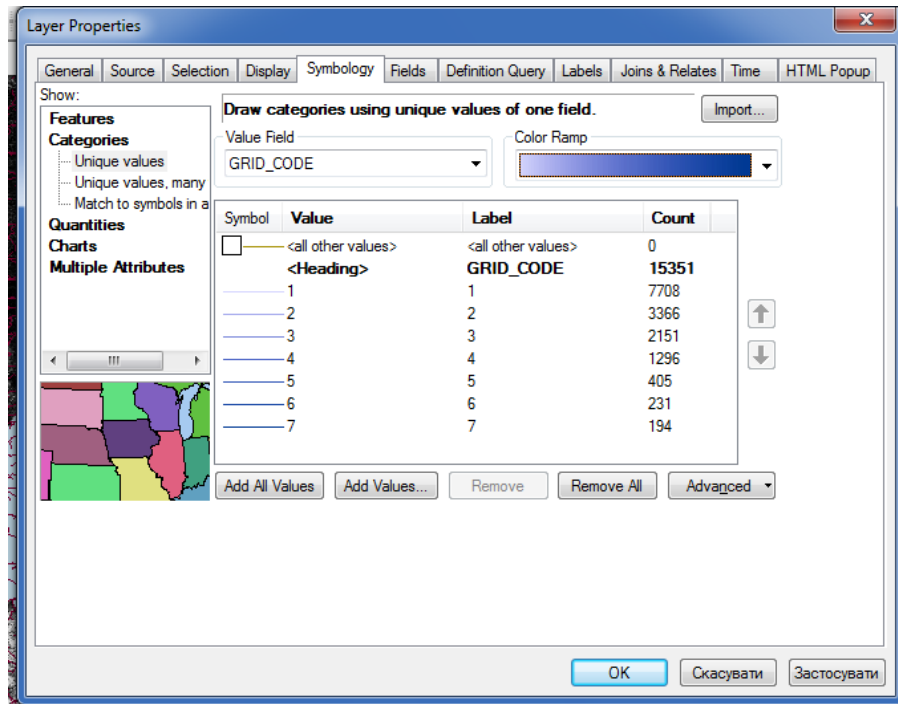 Layer Properties
General Source Selection Display Symbology Fields Definition Query Labels Joins & Relates Time HTML Popup
Show:
Features
Categories
Unique values
Unique values, many
Match to symbols in a
Quantities
Charts
Multiple Attributes
Draw categories using unique values of one field.
Import...
Value Field
GRID_CODE
Color Ramp
Symbol Value Label Count
<all other values> <all other values> 0
<Heading> GRID_CODE 15351
1 1 7708
2 2 3366
3 3 2151
4 4 1296
5 5 405
6 6 231
7 7 194
Add All Values Add Values... Remove Remove All Advanced
OK Скасувати Застосувати